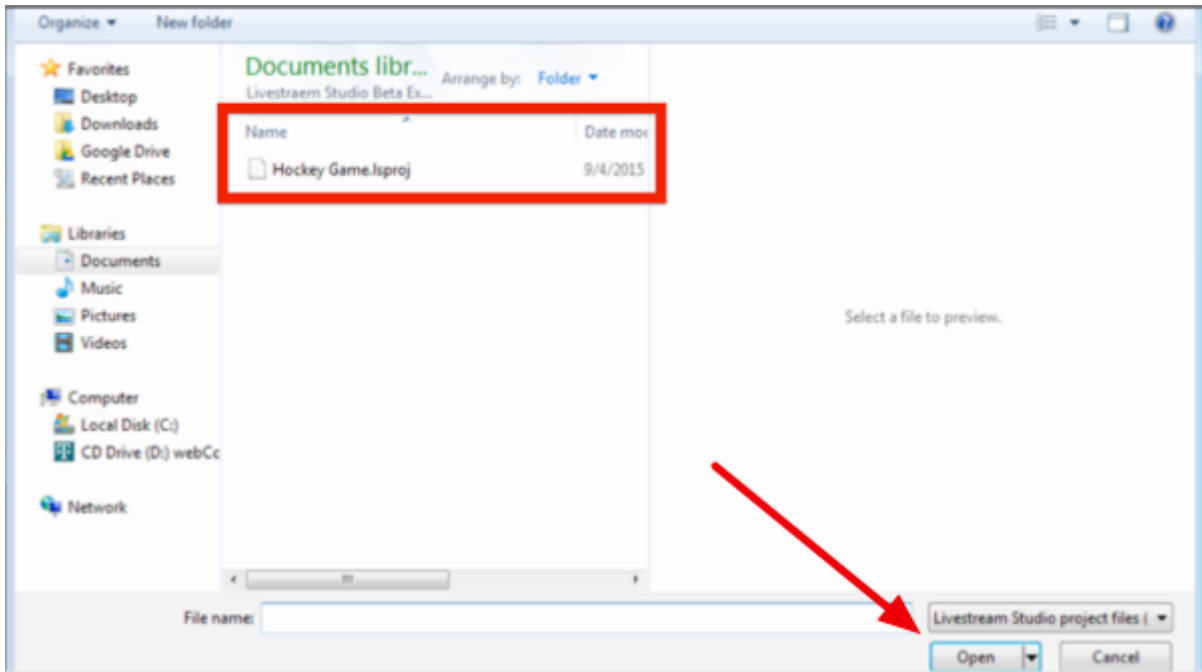 Organize New folder
Favorites
Desktop
Downloads
Google Drive
Recent Places
Libraries
Documents
Music
Pictures
Videos
Computer
Local Disk (C:)
CD Drive (D:) webCc
Network
Documents libr...
Arrange by: Folder
Livestraem Studio Beta Ex...
Name Date mod
Hockey Game.lsproj 9/4/2015
Select a file to preview.
File name:
Livestream Studio project files (
Open Cancel